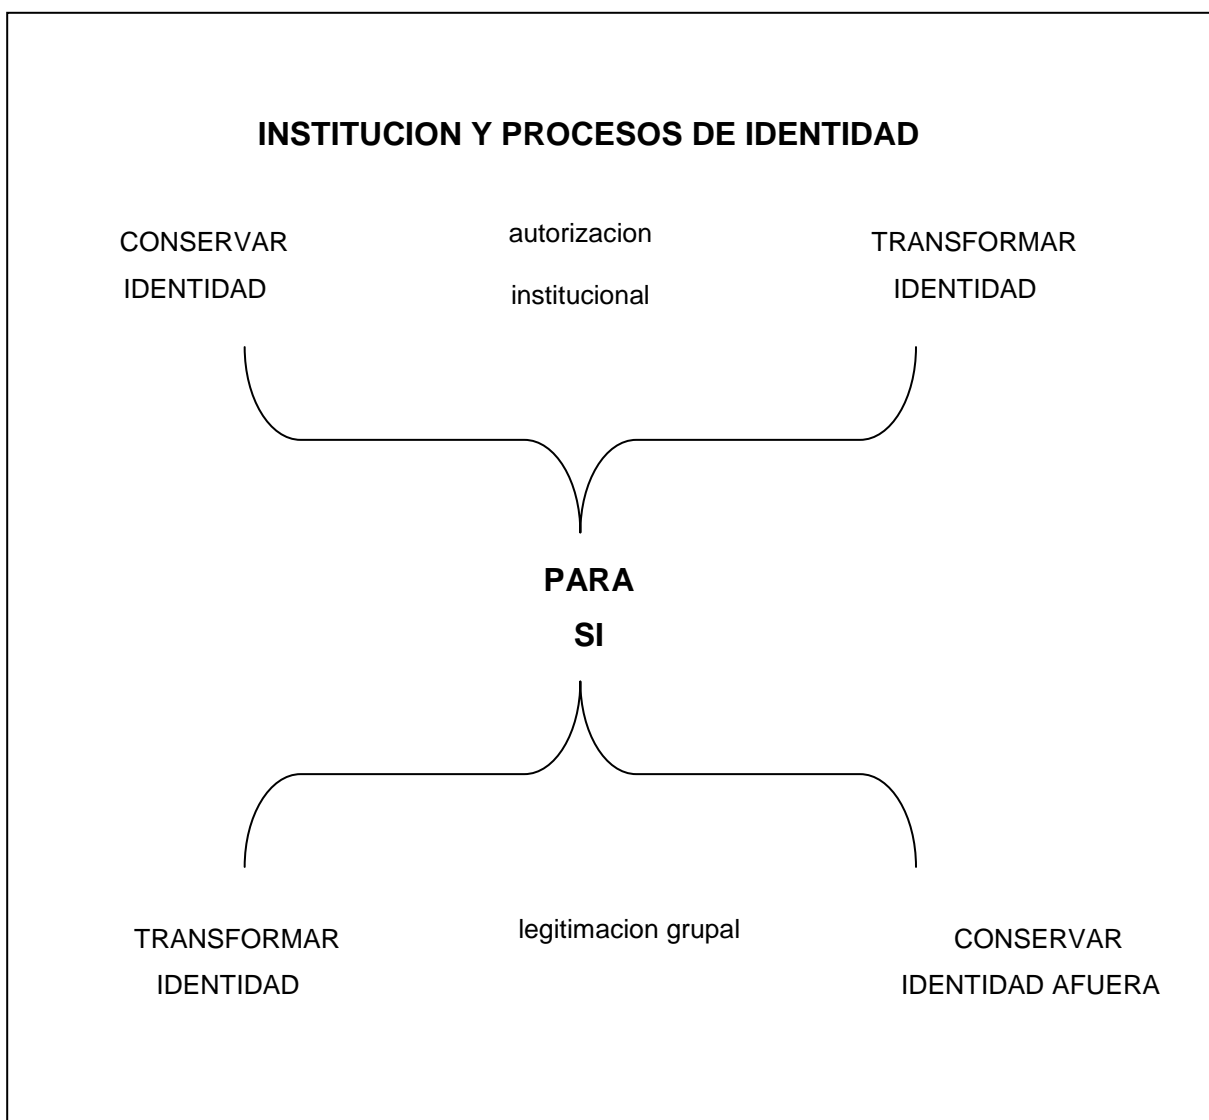 INSTITUCION Y PROCESOS DE IDENTIDAD
CONSERVAR
IDENTIDAD
autorizacion
institucional
TRANSFORMAR
IDENTIDAD
PARA
SI
TRANSFORMAR
IDENTIDAD
legitimacion grupal
CONSERVAR
IDENTIDAD AFUERA